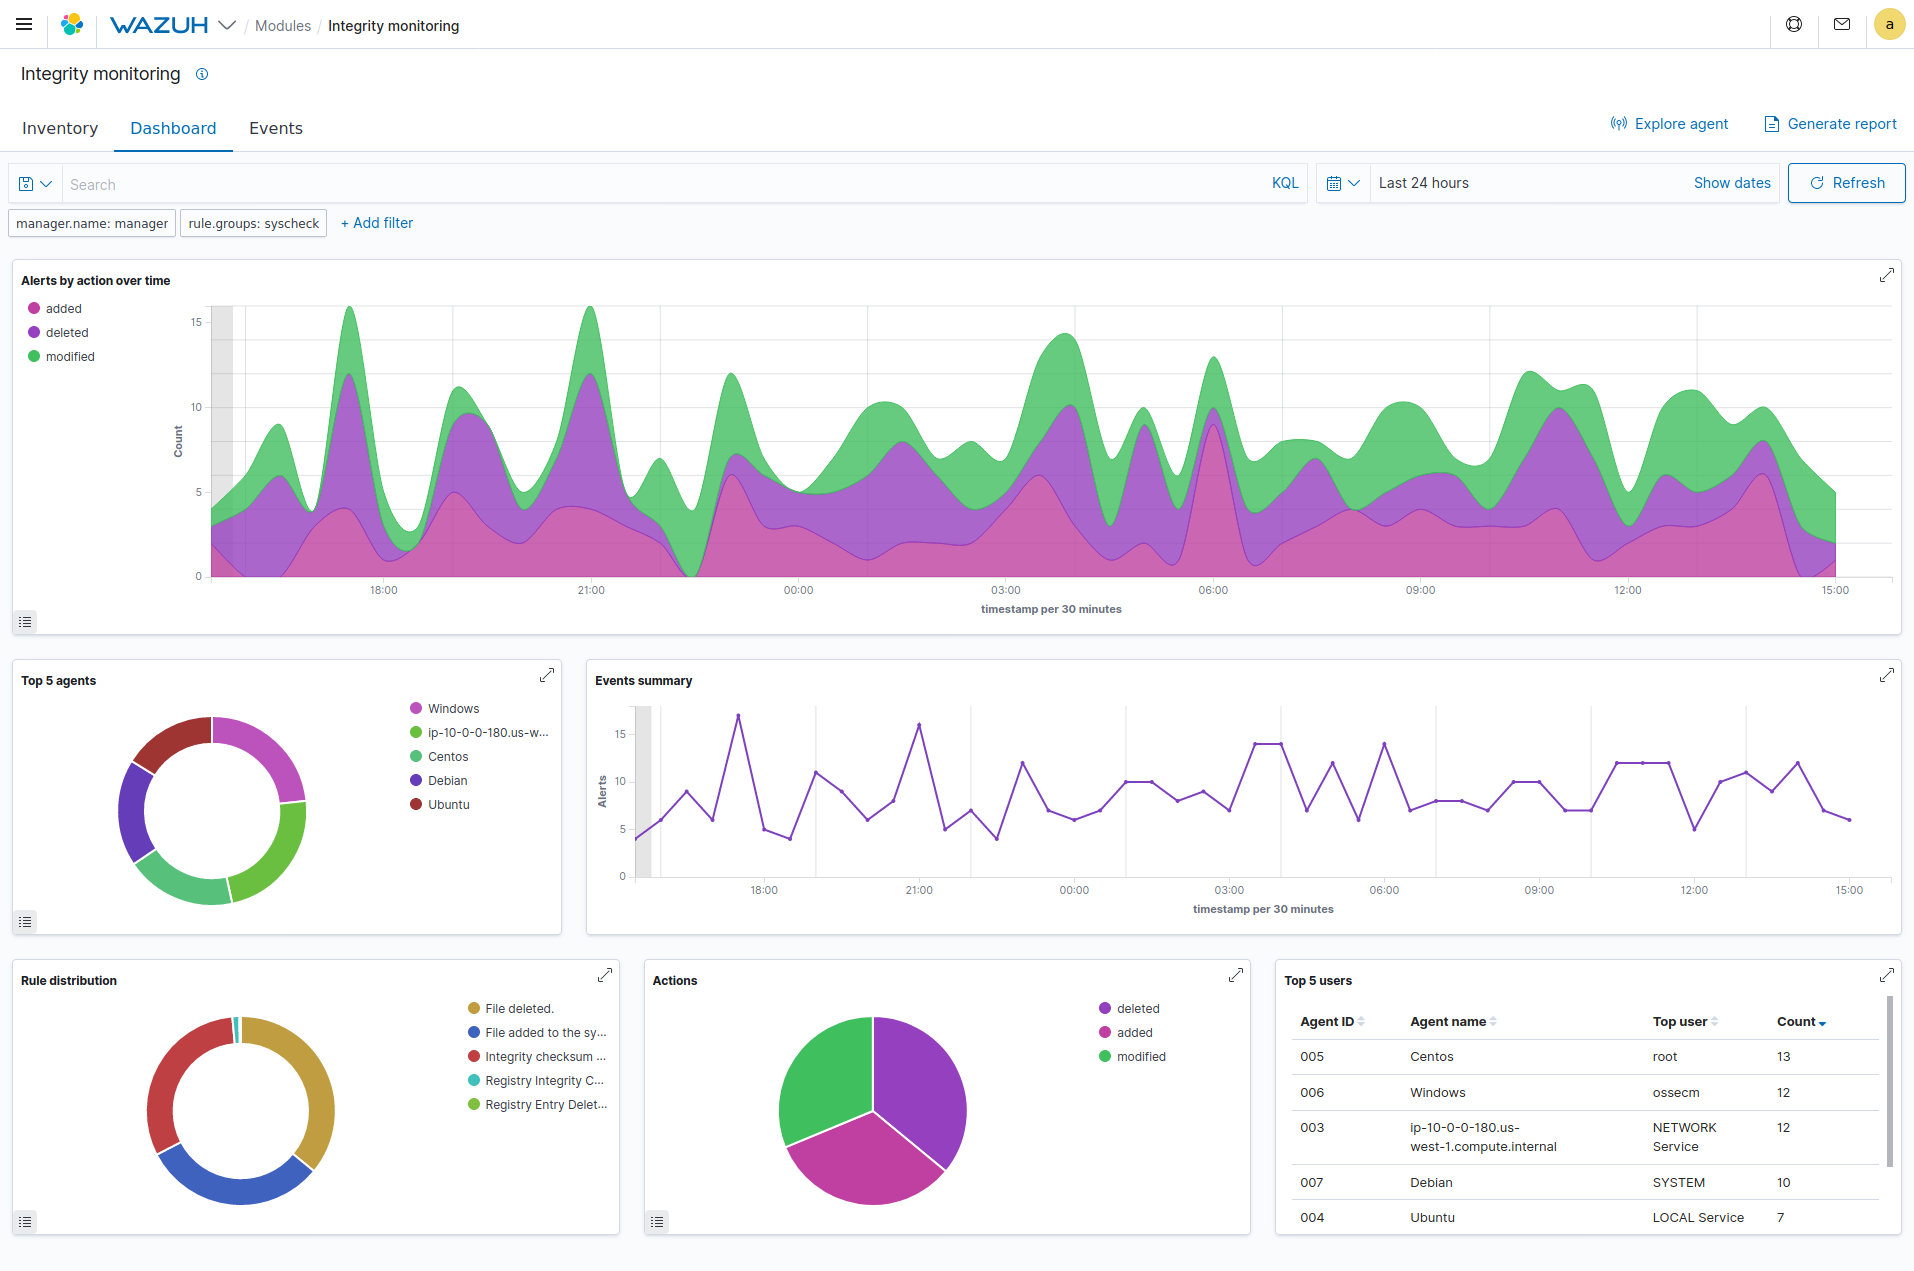 WAZUH / Modules / Integrity monitoring
a
Integrity monitoring
Inventory Dashboard Events
Explore agent Generate report
Search KQL Last 24 hours Show dates Refresh
manager.name: manager rule.groups: syscheck + Add filter
Alerts by action over time
added
deleted
modified
Count
15
10
5
0
18:00 21:00 00:00 03:00 06:00 09:00 12:00 15:00
timestamp per 30 minutes
Top 5 agents
Windows
ip-10-0-0-180.us-w...
Centos
Debian
Ubuntu
Events summary
Alerts
15
10
5
0
18:00 21:00 00:00 03:00 06:00 09:00 12:00 15:00
timestamp per 30 minutes
Rule distribution
File deleted.
File added to the sy...
Integrity checksum ...
Registry Integrity C...
Registry Entry Delet...
Actions
deleted
added
modified
Top 5 users
Agent ID Agent name Top user Count
005 Centos root 13
006 Windows ossecm 12
003 ip-10-0-0-180.us- NETWORK 12
west-1.compute.internal Service
007 Debian SYSTEM 10
004 Ubuntu LOCAL Service 7